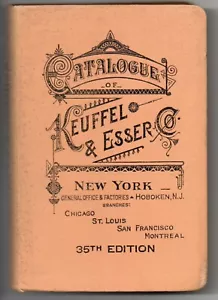 CATALOGUE
OF
KEUFFEL
& ESSER Co
NEW YORK
GENERAL OFFICE & FACTORIES - HOBOKEN, N.J.
BRANCHES:
CHICAGO
ST. LOUIS
SAN FRANCISCO
MONTREAL
35TH EDITION